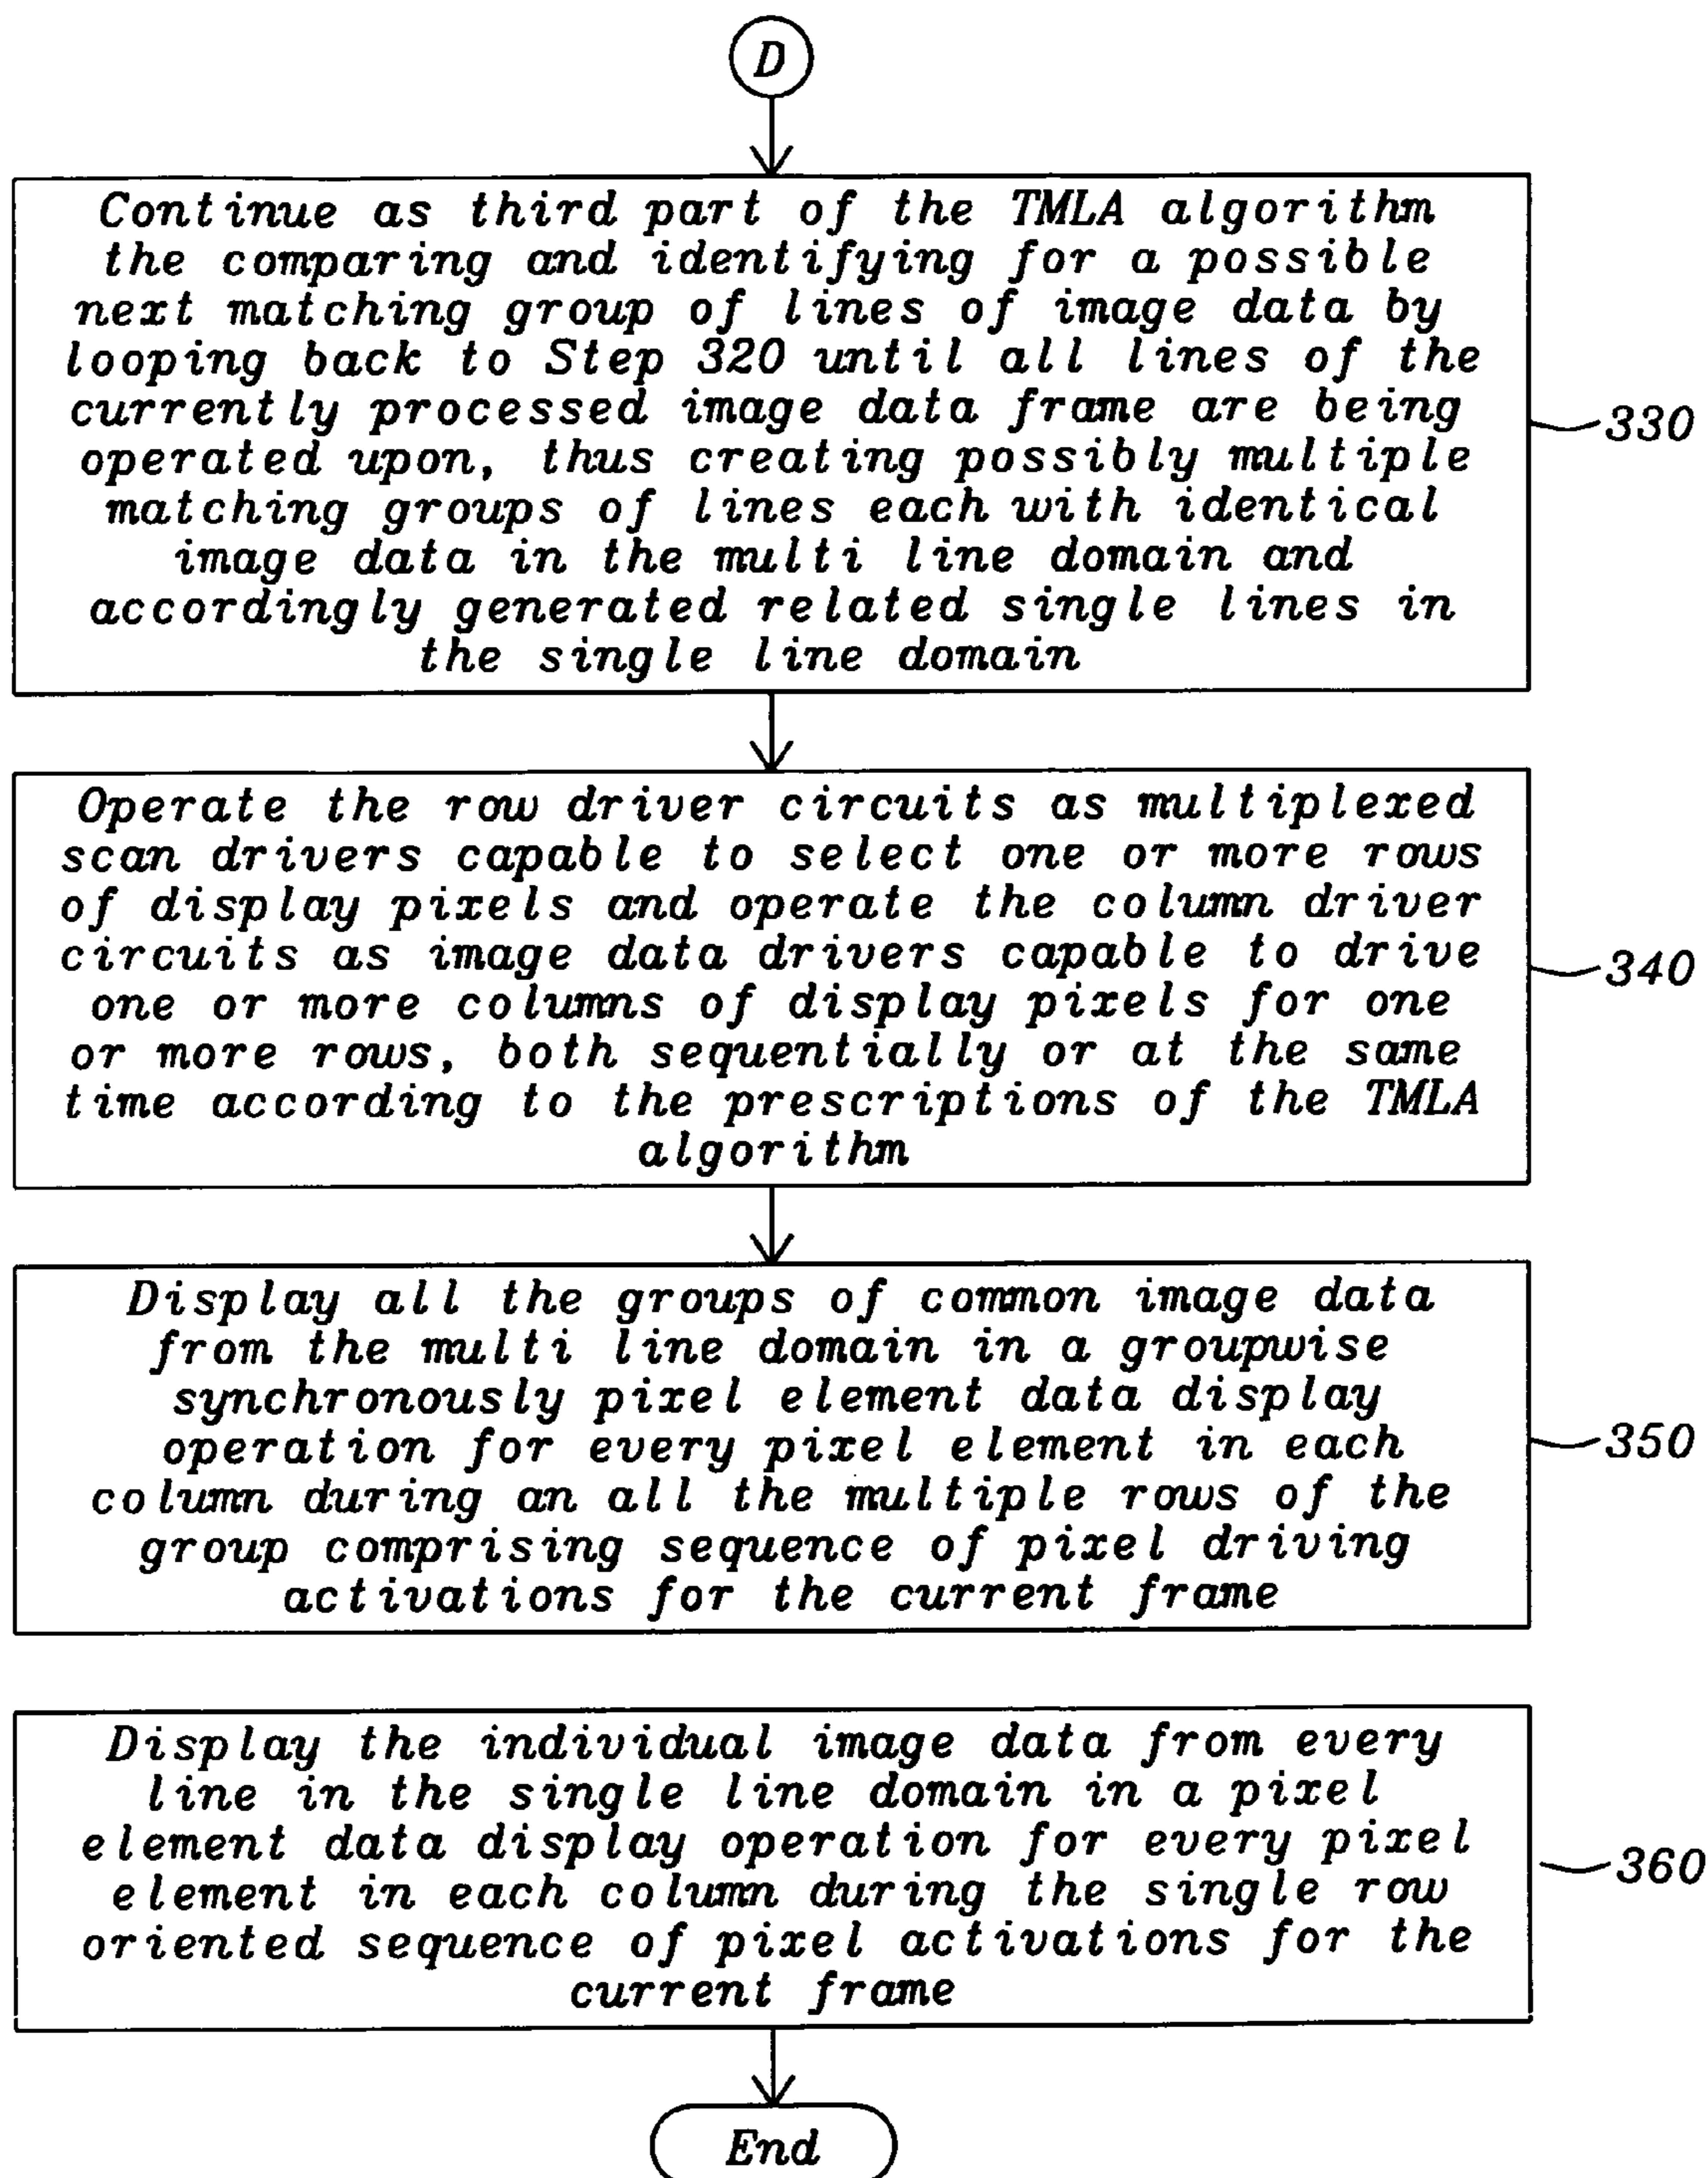 D
Continue as third part of the TMLA algorithm
the comparing and identifying for a possible
next matching group of lines of image data by
looping back to Step 320 until all lines of the
currently processed image data frame are being
operated upon, thus creating possibly multiple
matching groups of lines each with identical
image data in the multi line domain and
accordingly generated related single lines in
the single line domain
330
Operate the row driver circuits as multiplexed
scan drivers capable to select one or more rows
of display pixels and operate the column driver
circuits as image data drivers capable to drive
one or more columns of display pixels for one
or more rows, both sequentially or at the same
time according to the prescriptions of the TMLA
algorithm
340
Display all the groups of common image data
from the multi line domain in a groupwise
synchronously pixel element data display
operation for every pixel element in each
column during an all the multiple rows of the
group comprising sequence of pixel driving
activations for the current frame
350
Display the individual image data from every
line in the single line domain in a pixel
element data display operation for every pixel
element in each column during the single row
oriented sequence of pixel activations for the
current frame
360
End